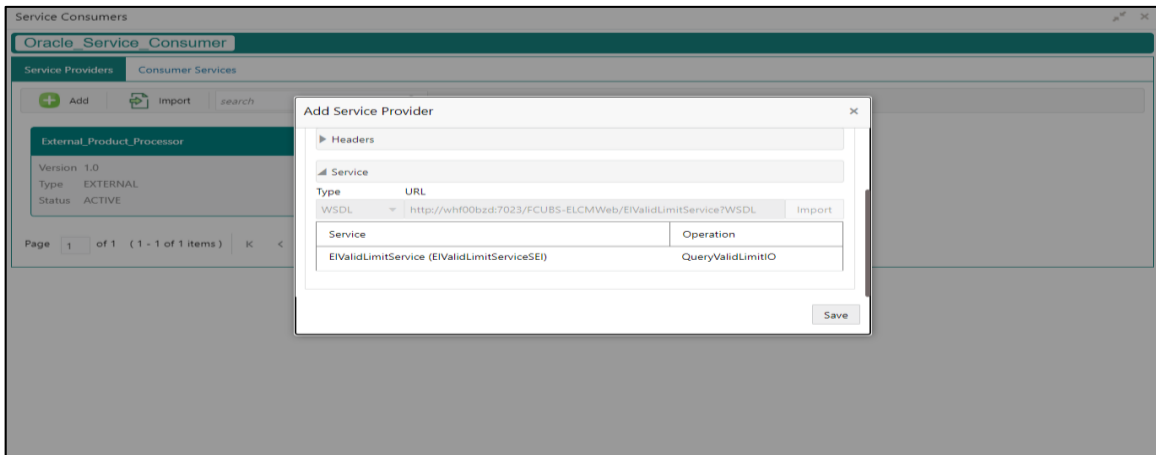 Service Consumers
Oracle_Service_Consumer
Service Providers Consumer Services
Add Import search
Add Service Provider
External_Product_Processor
Headers
Version 1.0
Type EXTERNAL
Status ACTIVE
Service
Type URL
WSDL http://whf00bzd:7023/FCUBS-ELCMWeb/ElValidLimitService?WSDL Import
Service Operation
Page 1 of 1 (1 - 1 of 1 items)
ElValidLimitService (ElValidLimitServiceSEI) QueryValidLimitIO
Save